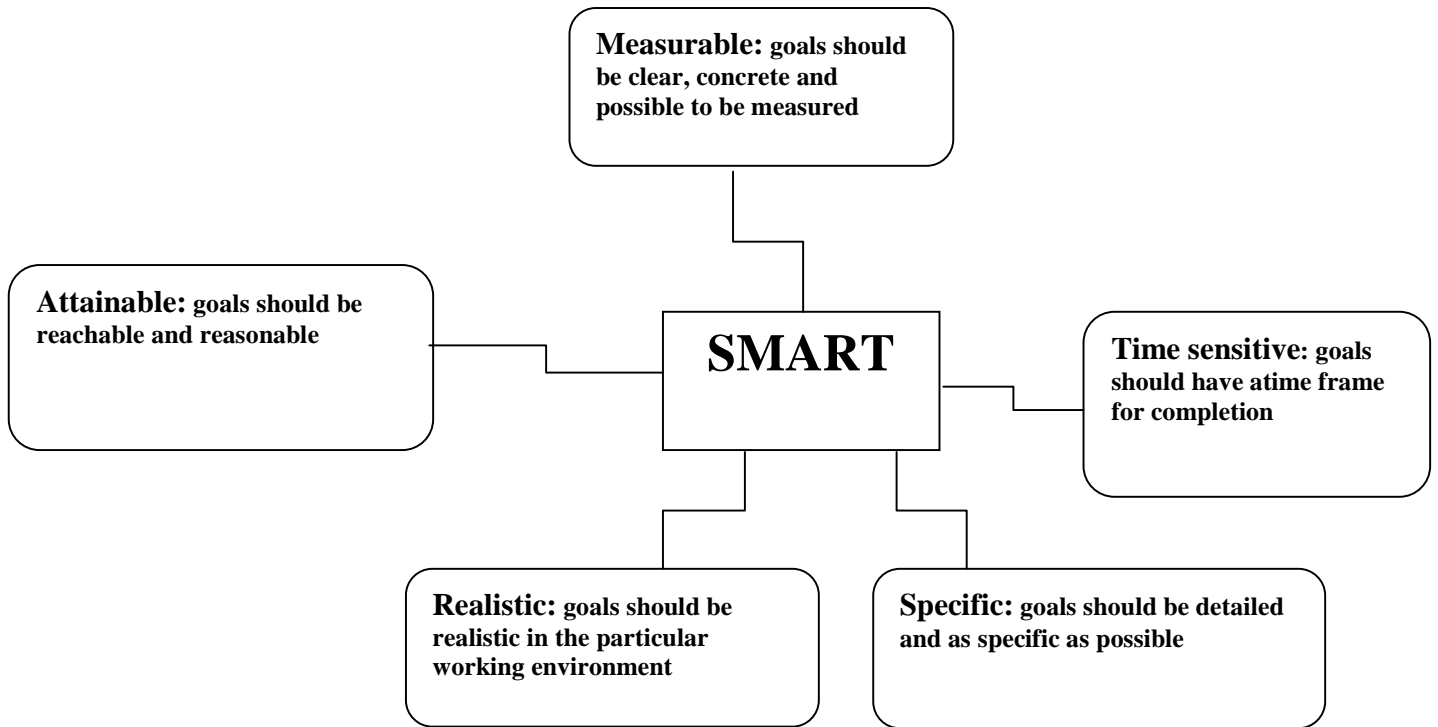 Measurable: goals should
be clear, concrete and
possible to be measured
Attainable: goals should be
reachable and reasonable
SMART
Time sensitive: goals
should have atime frame
for completion
Realistic: goals should be
realistic in the particular
working environment
Specific: goals should be detailed
and as specific as possible